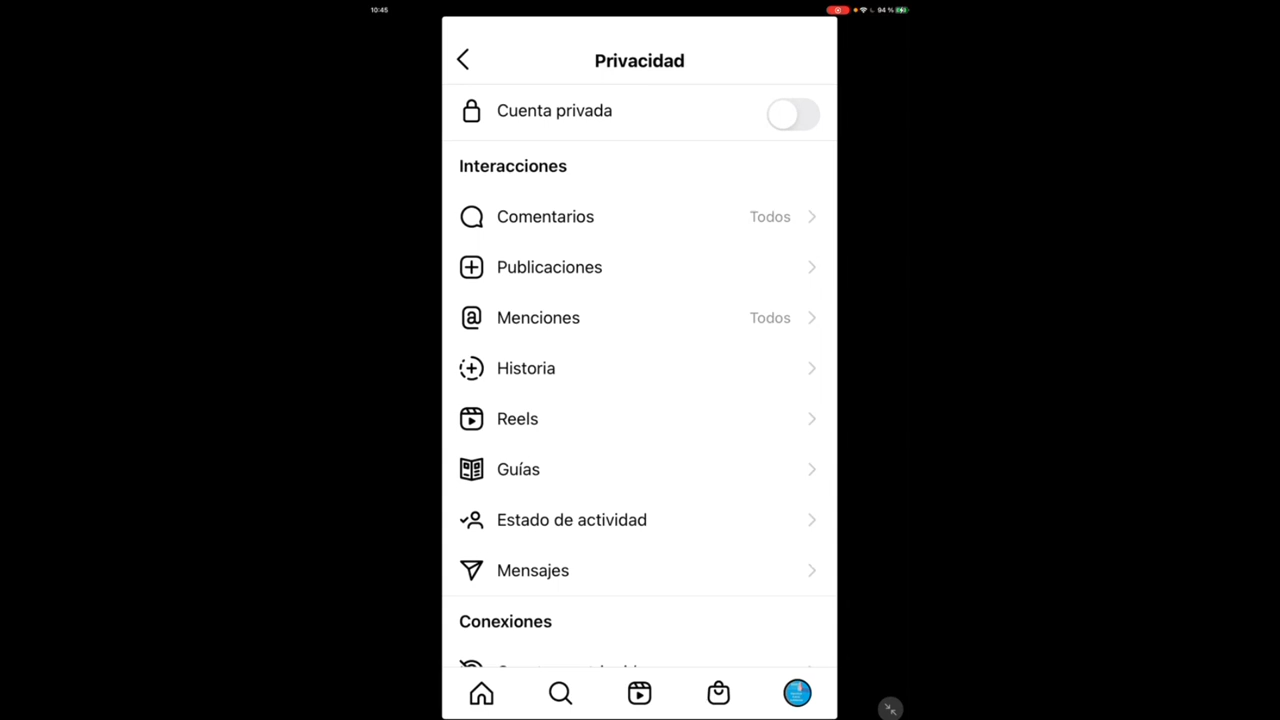 10:45
94 %
Privacidad
Cuenta privada
Interacciones
Comentarios Todos
Publicaciones
Menciones Todos
Historia
Reels
Guías
Estado de actividad
Mensajes
Conexiones